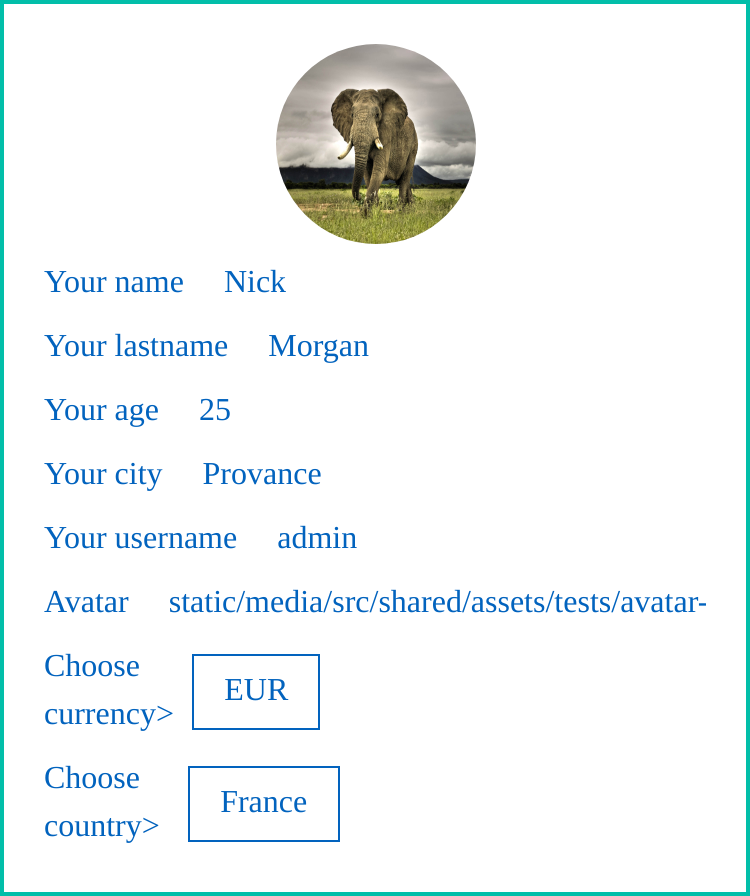 Your name Nick
Your lastname Morgan
Your age 25
Your city Provance
Your username admin
Avatar static/media/src/shared/assets/tests/avatar-
Choose
currency> EUR
Choose
country> France